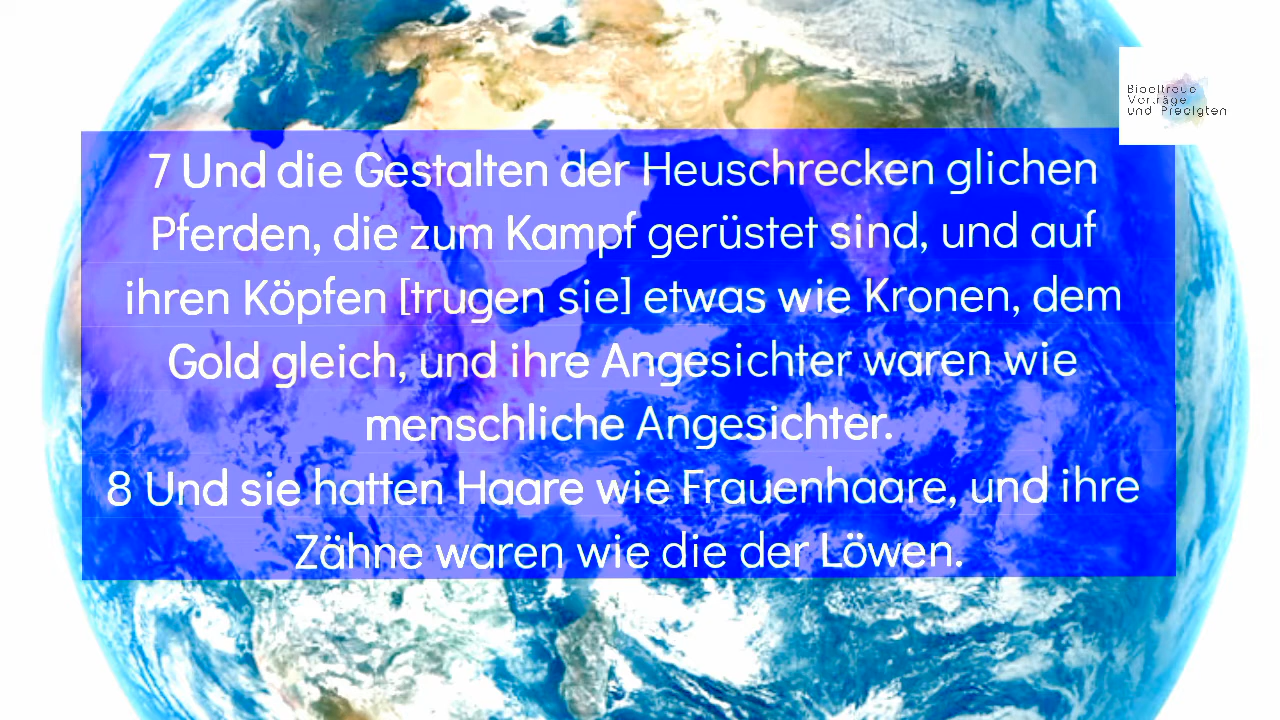 Bibeltreue
Vorträge
und Predigten
7 Und die Gestalten der Heuschrecken glichen
Pferden, die zum Kampf gerüstet sind, und auf
ihren Köpfen [trugen sie] etwas wie Kronen, dem
Gold gleich, und ihre Angesichter waren wie
menschliche Angesichter.
8 Und sie hatten Haare wie Frauenhaare, und ihre
Zähne waren wie die der Löwen.